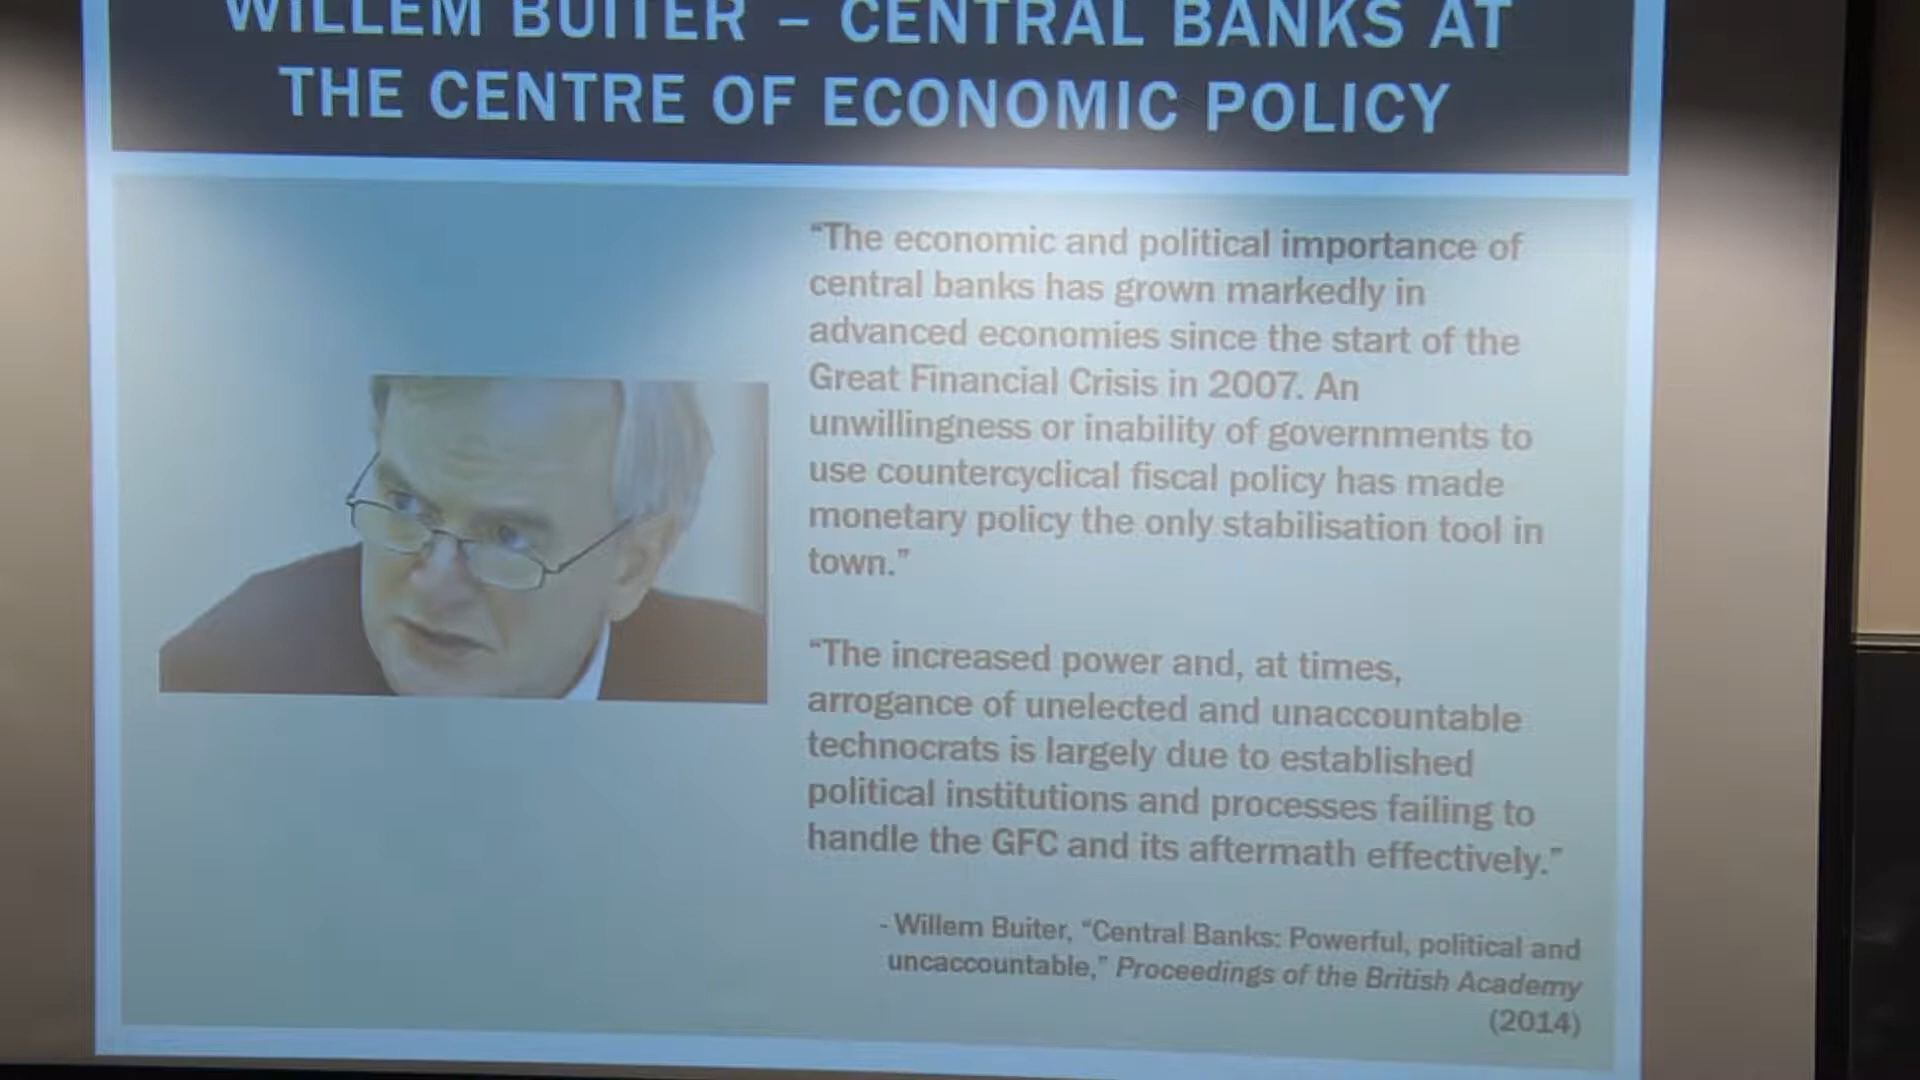 WILLEM BUITER – CENTRAL BANKS AT
THE CENTRE OF ECONOMIC POLICY
“The economic and political importance of
central banks has grown markedly in
advanced economies since the start of the
Great Financial Crisis in 2007. An
unwillingness or inability of governments to
use countercyclical fiscal policy has made
monetary policy the only stabilisation tool in
town.”
“The increased power and, at times,
arrogance of unelected and unaccountable
technocrats is largely due to established
political institutions and processes failing to
handle the GFC and its aftermath effectively.”
- Willem Buiter, “Central Banks: Powerful, political and
uncaccountable,” Proceedings of the British Academy
(2014)